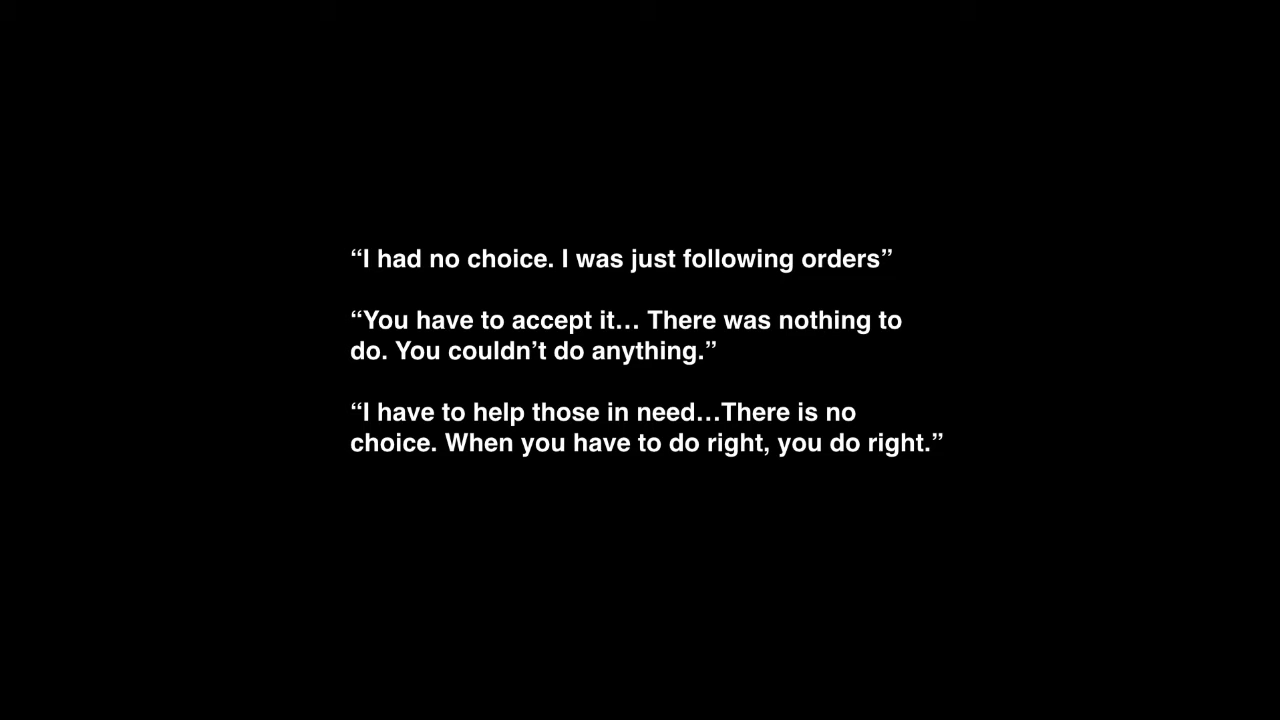 “I had no choice. I was just following orders”
“You have to accept it… There was nothing to
do. You couldn’t do anything.”
“I have to help those in need…There is no
choice. When you have to do right, you do right.”